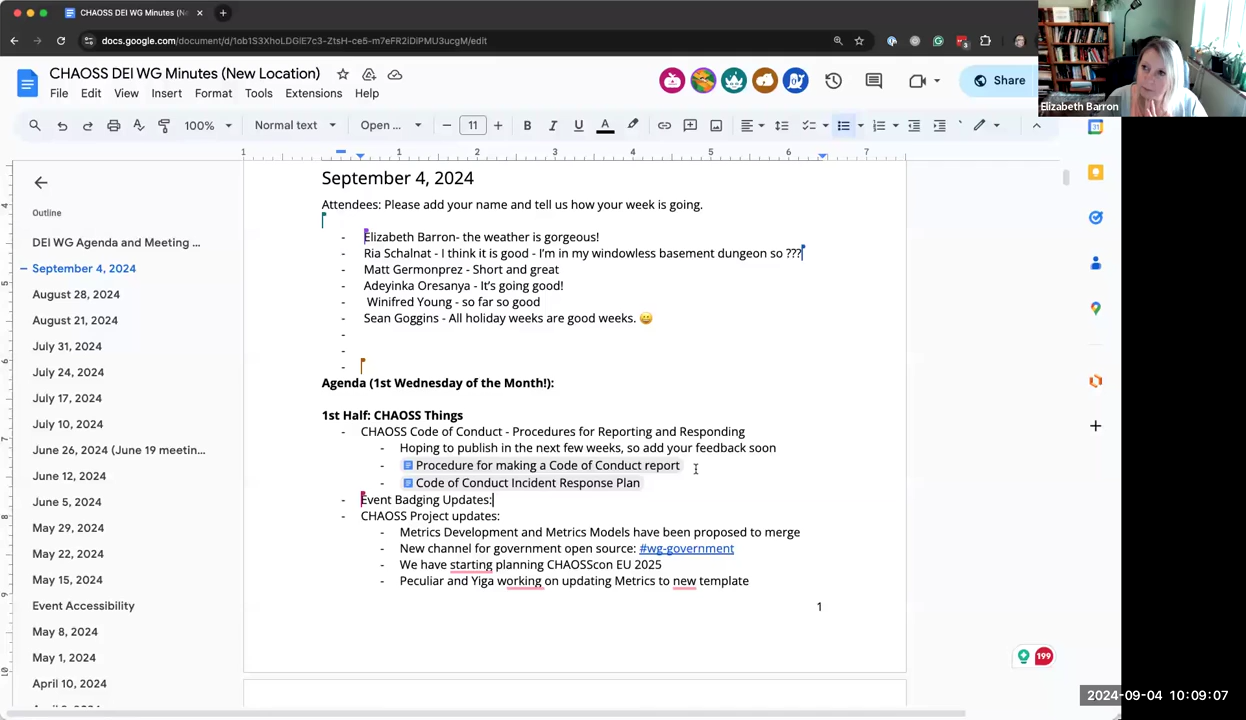 CHAOSS DEI WG Minutes (Ne
docs.google.com/document/d/1ob1S3XhoLDGlE7c3-ZtsH-ce5-m7eFR2iDiPMU3ucgM/edit
Elizabeth Barron
CHAOSS DEI WG Minutes (New Location)
File Edit View Insert Format Tools Extensions Help
Share
100% Normal text Open ... 11
1 1 2 3 4 5 6 7
Outline
DEI WG Agenda and Meeting ...
September 4, 2024
August 28, 2024
August 21, 2024
July 31, 2024
July 24, 2024
July 17, 2024
July 10, 2024
June 26, 2024 (June 19 meetin...
June 12, 2024
June 5, 2024
May 29, 2024
May 22, 2024
May 15, 2024
Event Accessibility
May 8, 2024
May 1, 2024
April 10, 2024
September 4, 2024
Attendees: Please add your name and tell us how your week is going.
- Elizabeth Barron- the weather is gorgeous!
- Ria Schalnat - I think it is good - I'm in my windowless basement dungeon so ???
- Matt Germonprez - Short and great
- Adeyinka Oresanya - It's going good!
- Winifred Young - so far so good
- Sean Goggins - All holiday weeks are good weeks. 😀
-
-
-
Agenda (1st Wednesday of the Month!):
1st Half: CHAOSS Things
- CHAOSS Code of Conduct - Procedures for Reporting and Responding
- Hoping to publish in the next few weeks, so add your feedback soon
- Procedure for making a Code of Conduct report
- Code of Conduct Incident Response Plan
- Event Badging Updates:
- CHAOSS Project updates:
- Metrics Development and Metrics Models have been proposed to merge
- New channel for government open source: #wg-government
- We have starting planning CHAOSScon EU 2025
- Peculiar and Yiga working on updating Metrics to new template
1
199
2024-09-04 10:09:07